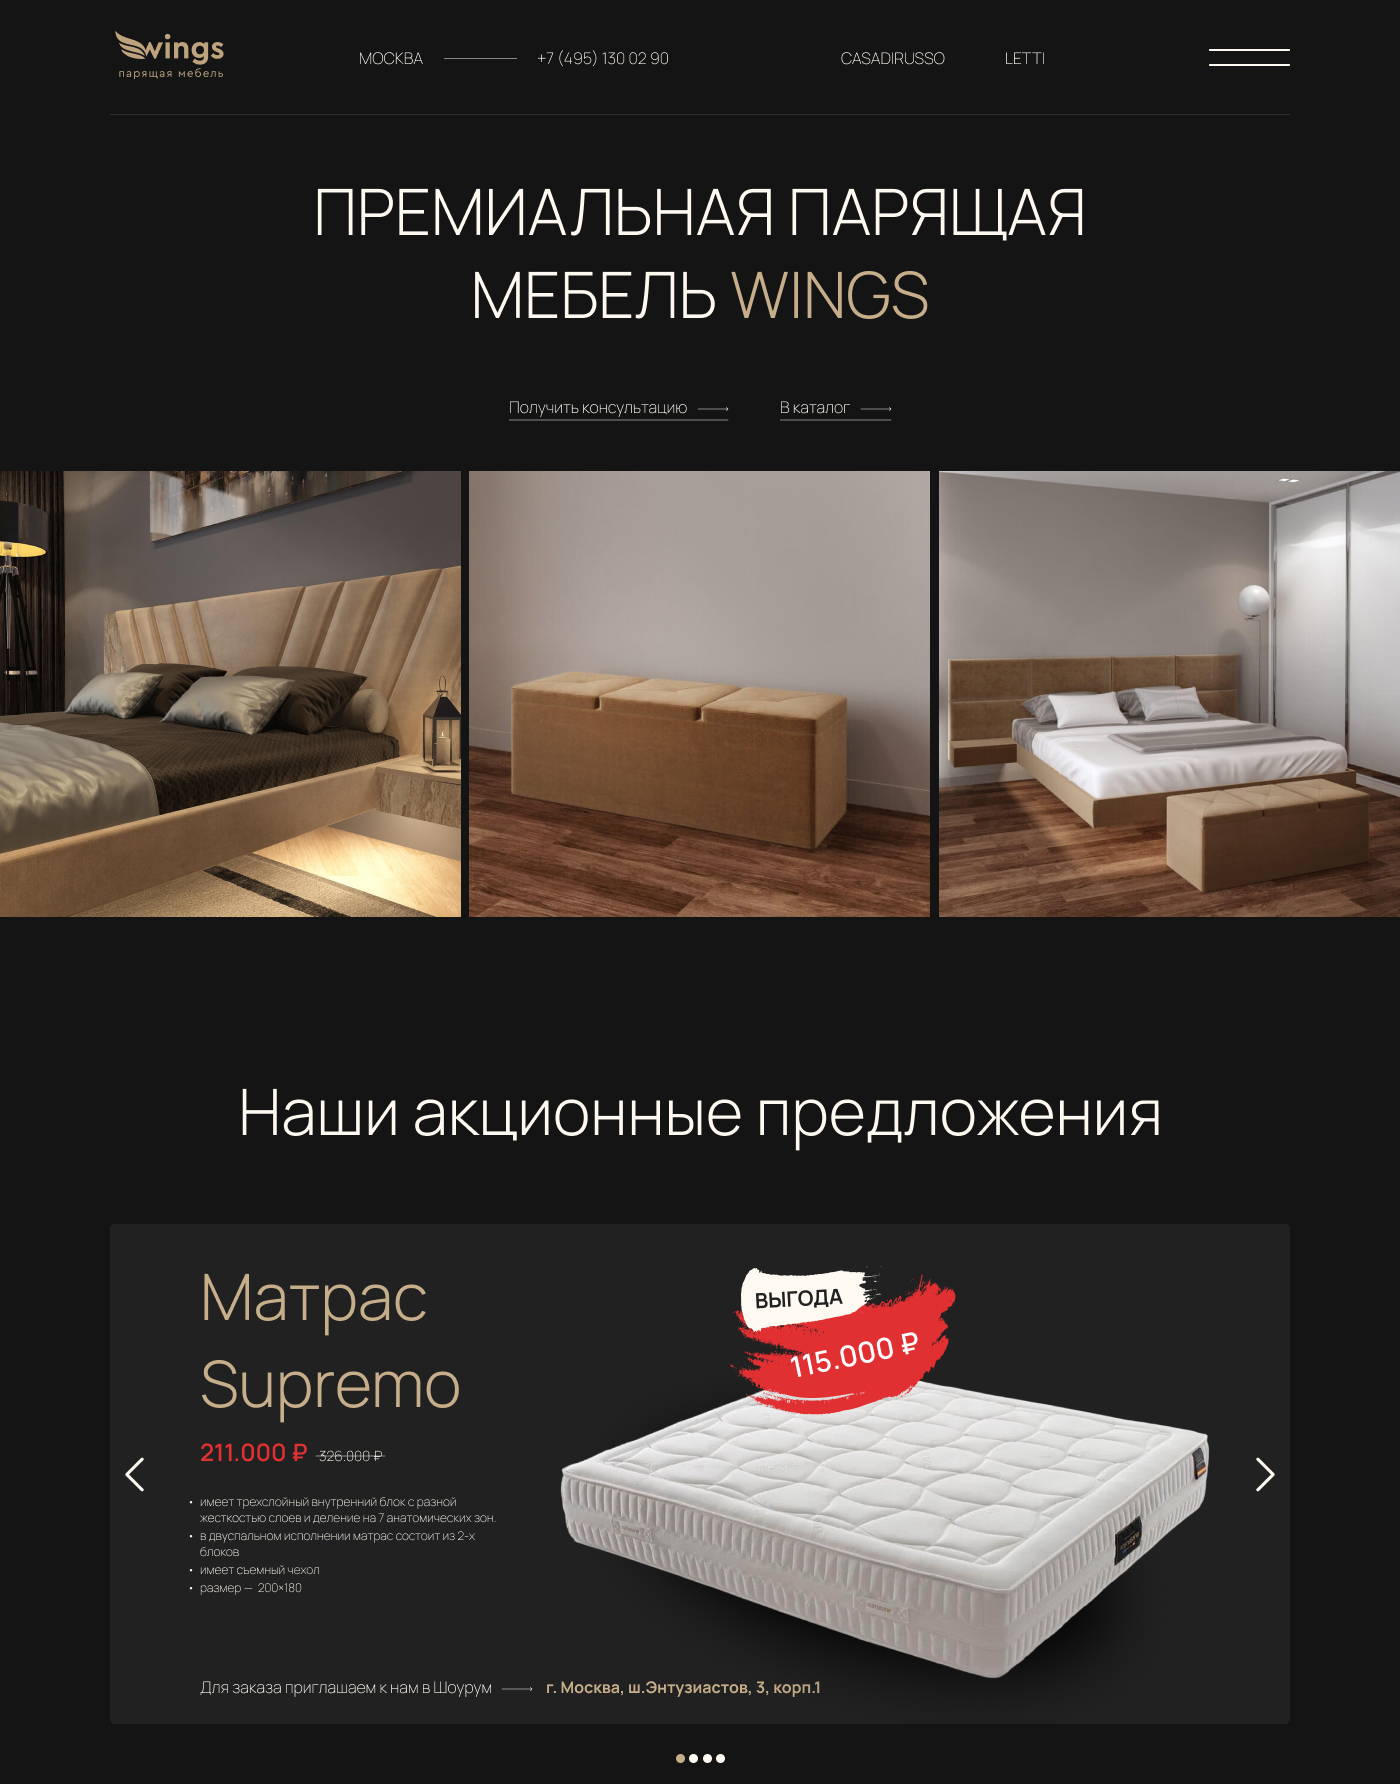 wings
парящая мебель
МОСКВА
+7 (495) 130 02 90
CASADIRUSSO
LETTI
ПРЕМИАЛЬНАЯ ПАРЯЩАЯ
МЕБЕЛЬ WINGS
Получить консультацию
В каталог
Наши акционные предложения
Матрас
Supremo
211.000 ₽ 326.000 ₽
• имеет трехслойный внутренний блок с разной
жесткостью слоев и деление на 7 анатомических зон.
• в двуспальном исполнении матрас состоит из 2-х
блоков
• имеет съемный чехол
• размер — 200×180
ВЫГОДА
115.000 ₽
Для заказа приглашаем к нам в Шоурум
г. Москва, ш.Энтузиастов, 3, корп.1